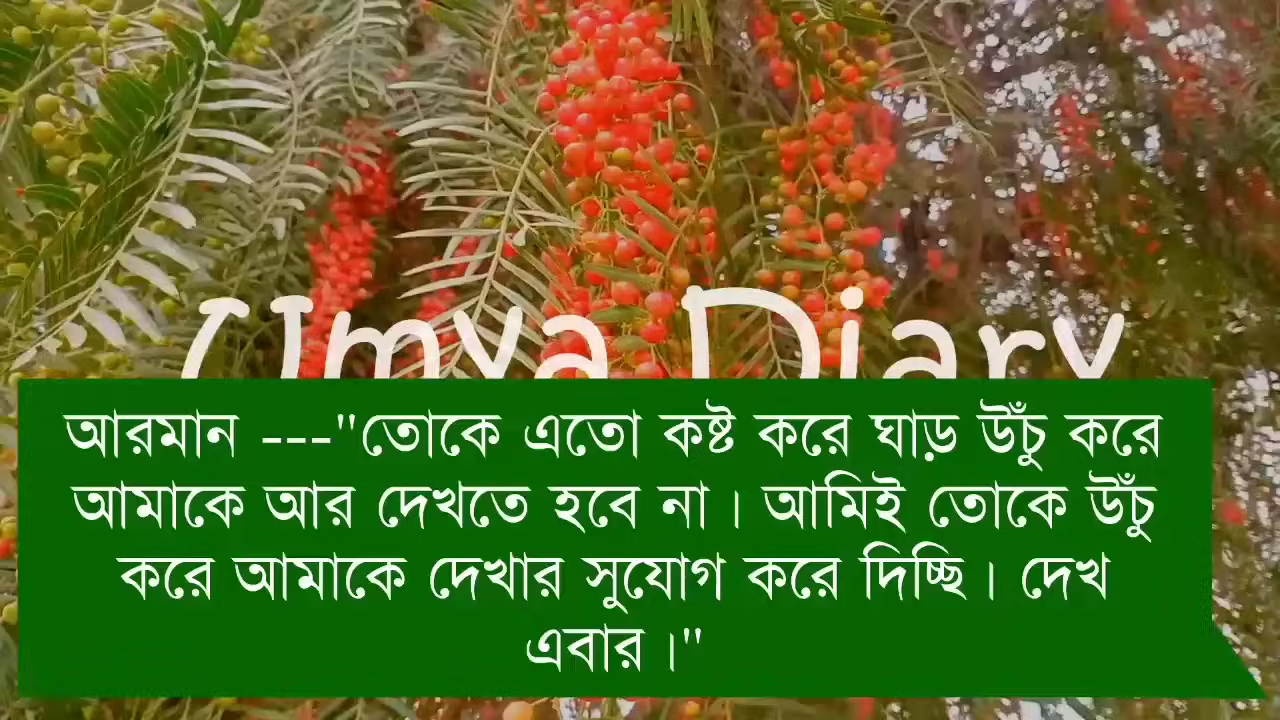 Umya Diary
আরমান ---"তোকে এতো কষ্ট করে ঘাড় উঁচু করে
আমাকে আর দেখতে হবে না। আমিই তোকে উঁচু
করে আমাকে দেখার সুযোগ করে দিচ্ছি। দেখ
এবার।"